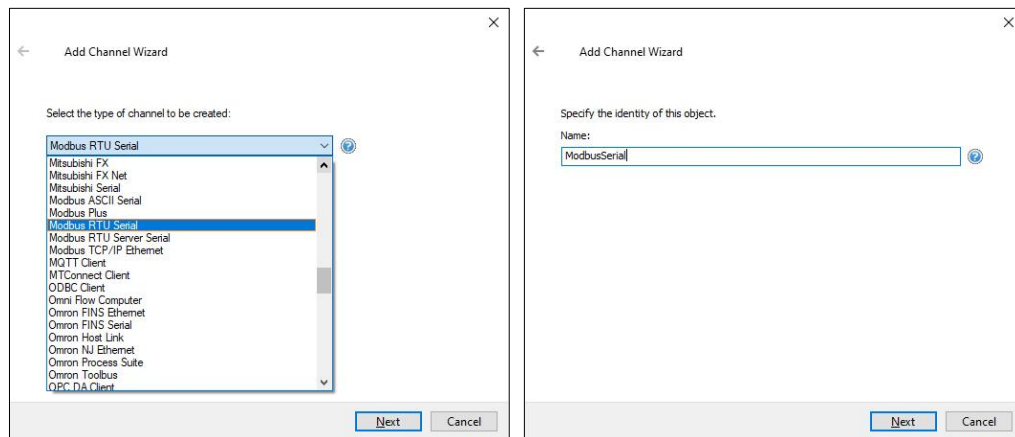 Add Channel Wizard
Select the type of channel to be created:
Modbus RTU Serial
Mitsubishi FX
Mitsubishi FX Net
Mitsubishi Serial
Modbus ASCII Serial
Modbus Plus
Modbus RTU Serial
Modbus RTU Server Serial
Modbus TCP/IP Ethernet
MQTT Client
MTConnect Client
ODBC Client
Omni Flow Computer
Omron FINS Ethernet
Omron FINS Serial
Omron Host Link
Omron NJ Ethernet
Omron Process Suite
Omron Toolbus
OPC DA Client
Next Cancel
Add Channel Wizard
Specify the identity of this object.
Name:
ModbusSerial
Next Cancel